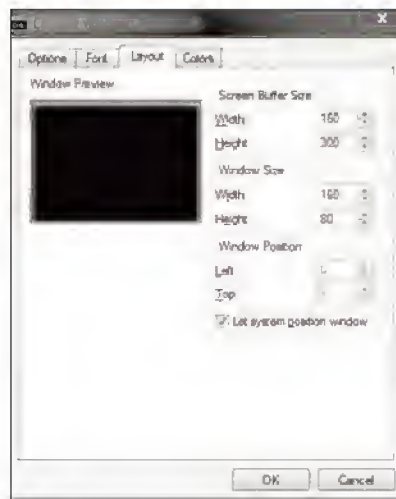 Options Font Layout Colors
Window Preview
Screen Buffer Size
Width 160
Height 300
Window Size
Width 160
Height 80
Window Position
Left
Top
Let system position window
OK Cancel